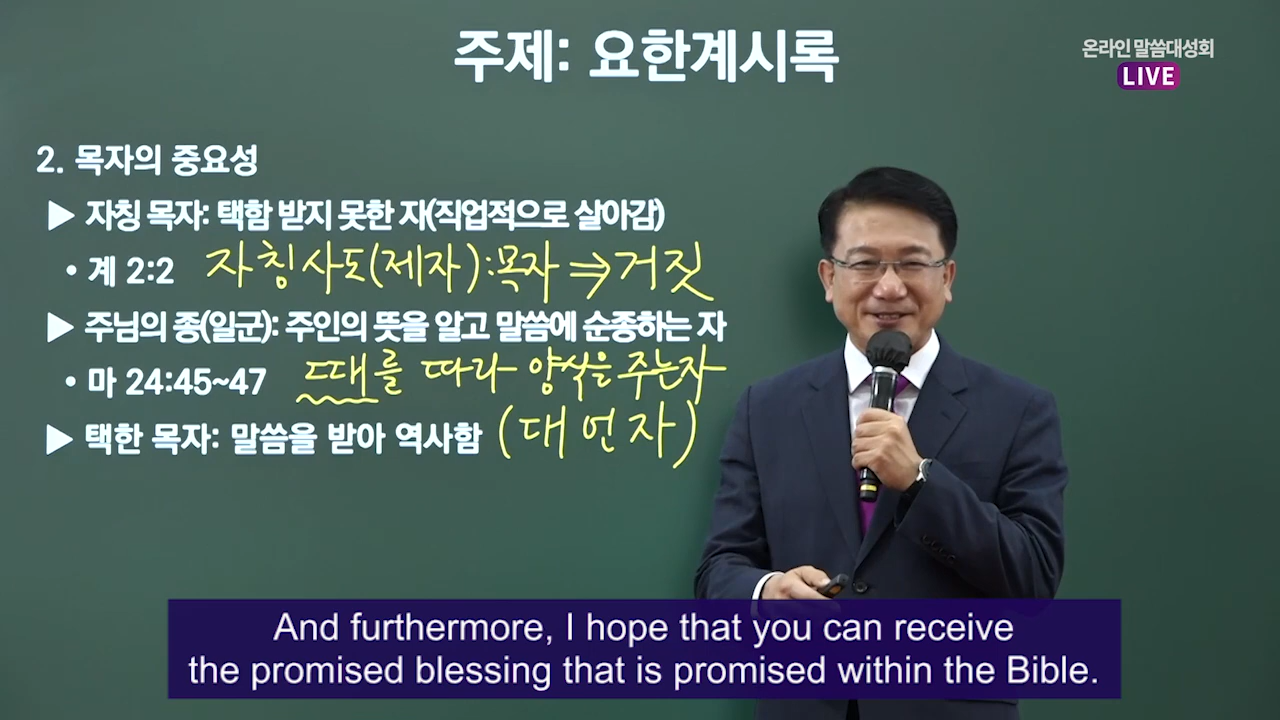 주제: 요한계시록
온라인 말씀대성회
LIVE
2. 목자의 중요성
▶ 자칭 목자: 택함 받지 못한 자(직업적으로 살아감)
• 계 2:2 자칭사도(제자):목자 ⇒ 거짓
▶ 주님의 종(일군): 주인의 뜻을 알고 말씀에 순종하는 자
• 마 24:45~47 때를 따라 양식을 주는자
▶ 택한 목자: 말씀을 받아 역사함 (대언자)
And furthermore, I hope that you can receive
the promised blessing that is promised within the Bible.